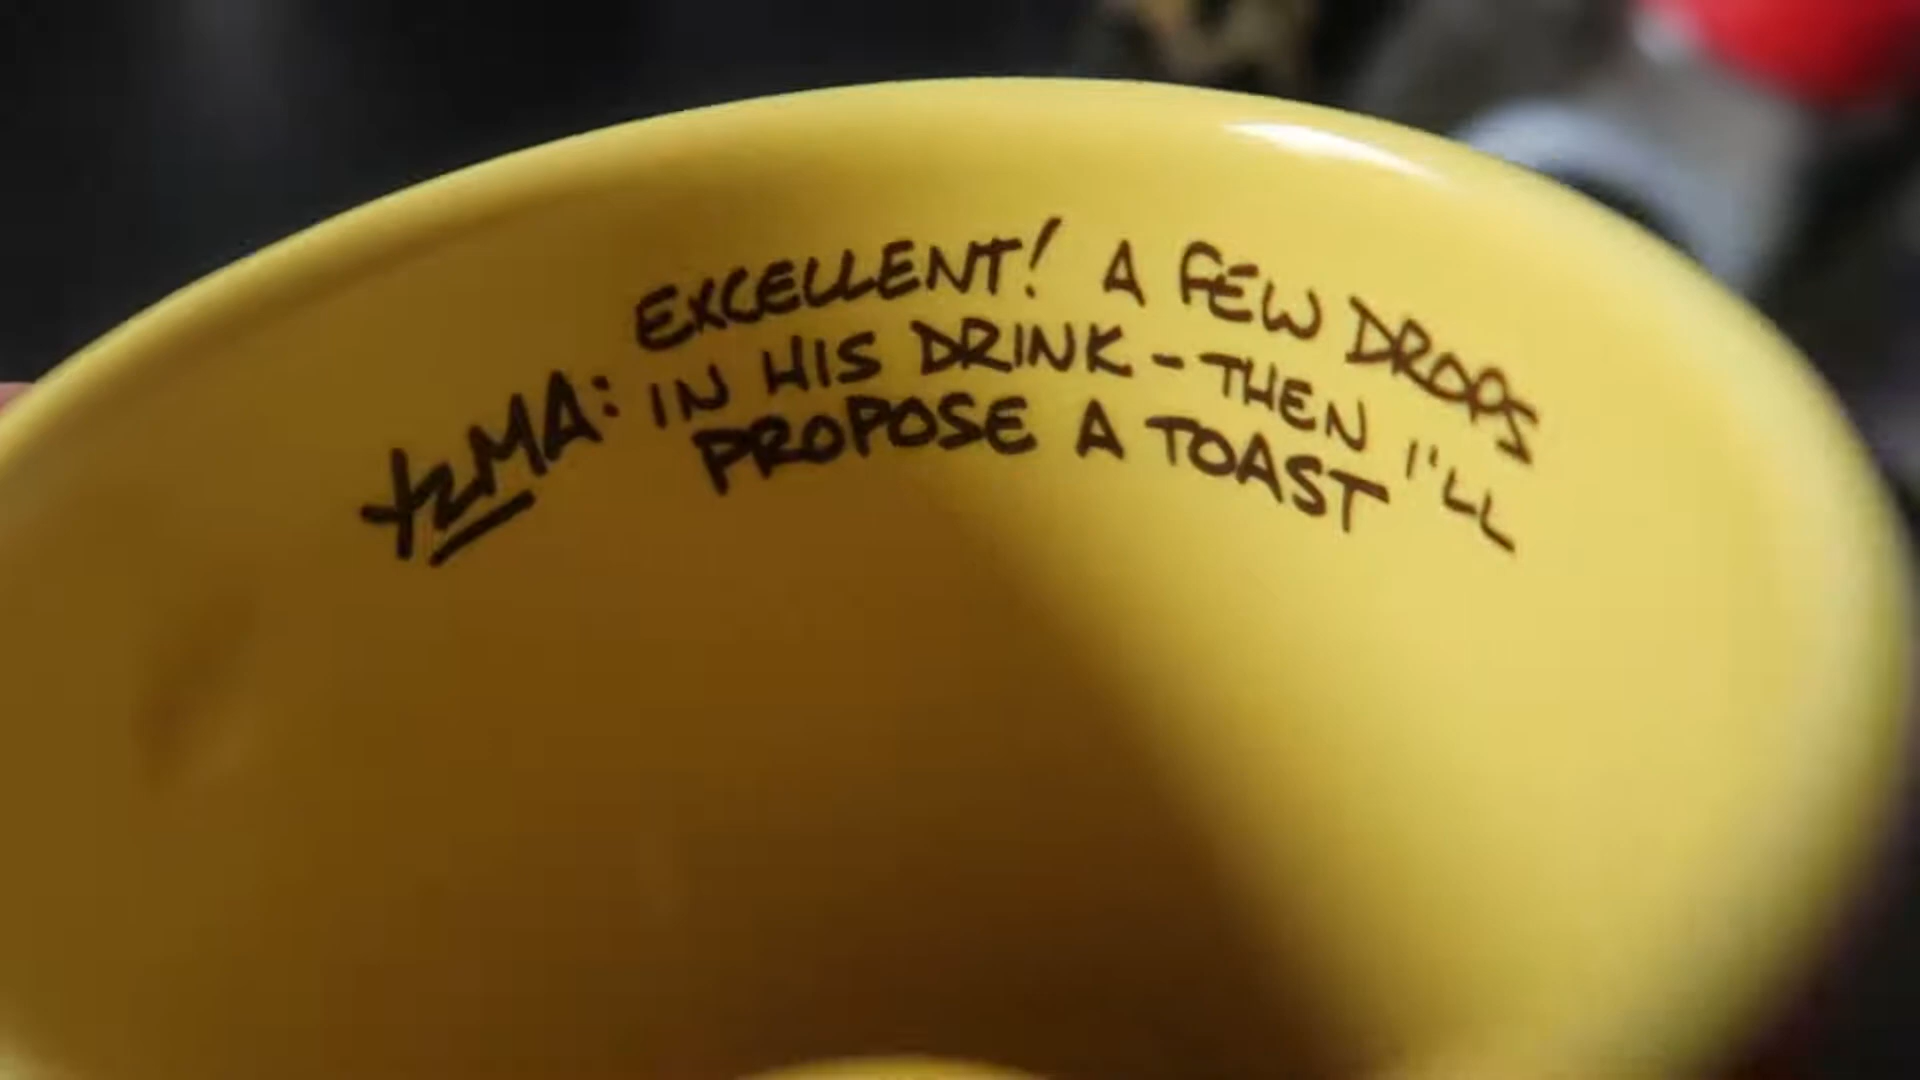 YZMA: EXCELLENT! A FEW DROPS
IN HIS DRINK - THEN I'LL
PROPOSE A TOAST